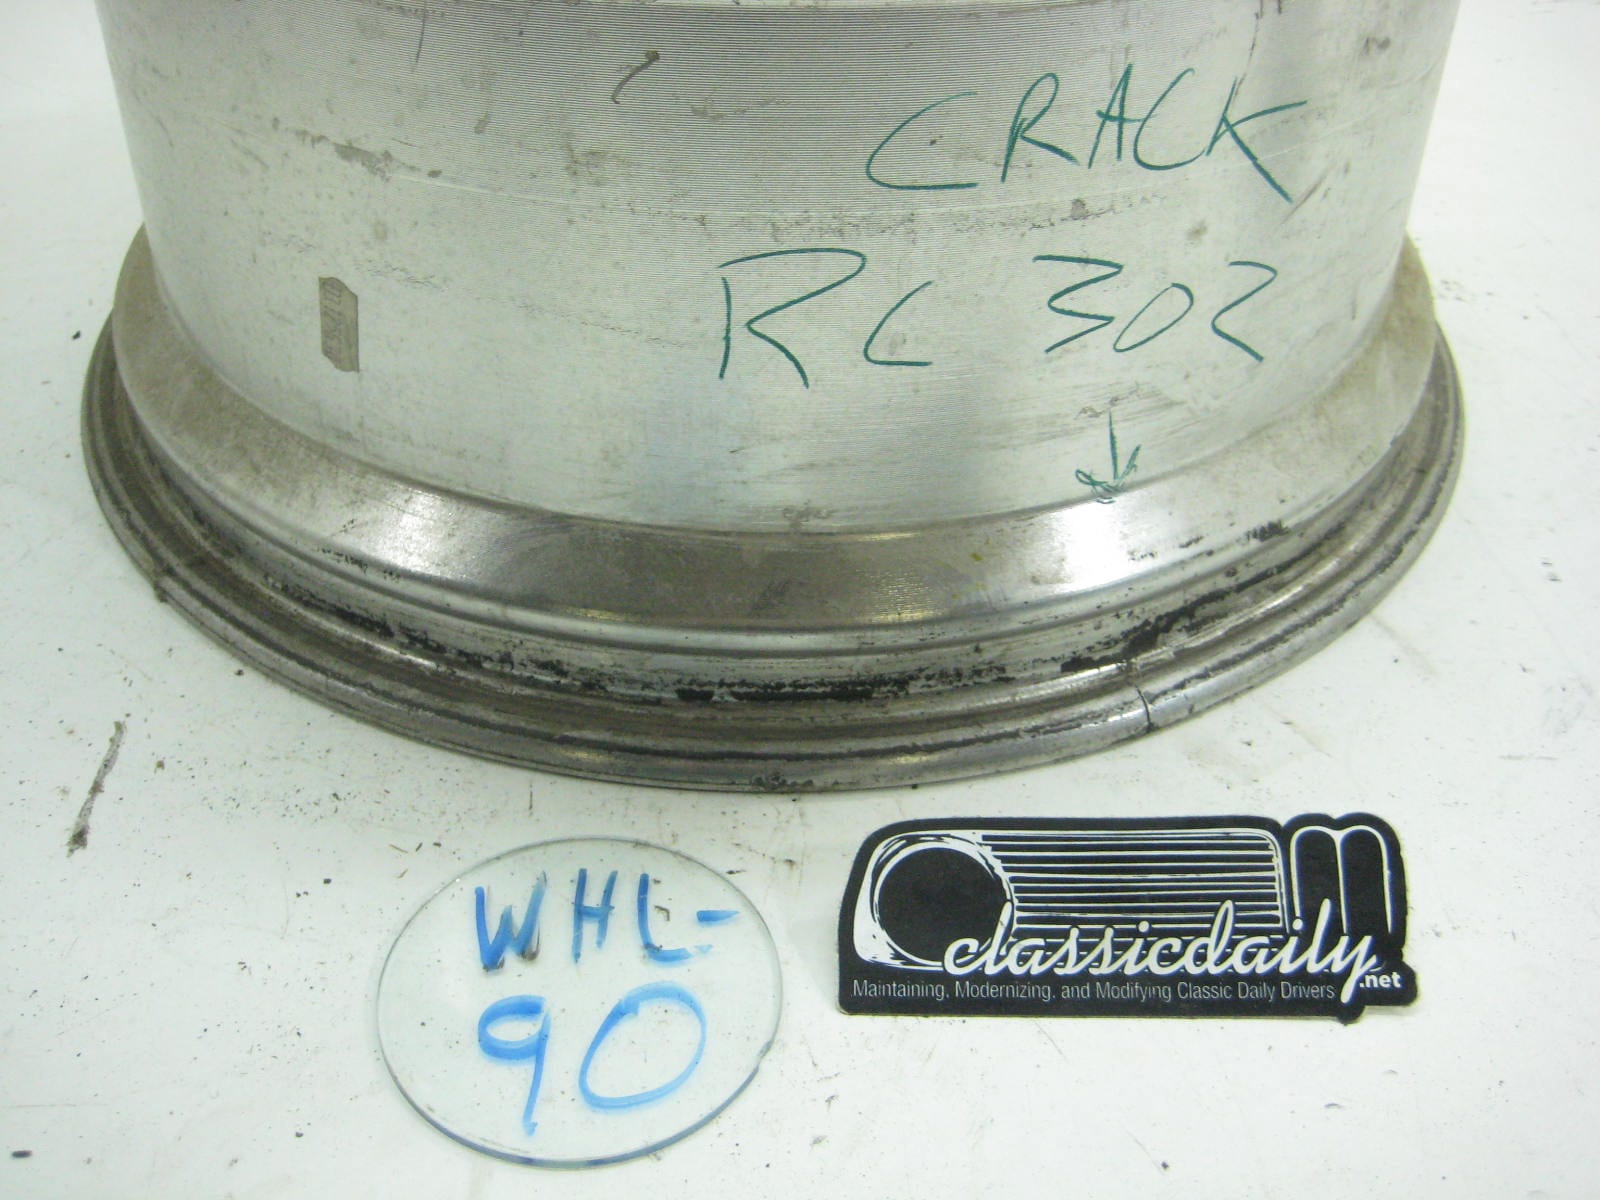 CRACK
RC 302
WHL-
90
classicdaily.net
Maintaining, Modernizing, and Modifying Classic Daily Drivers